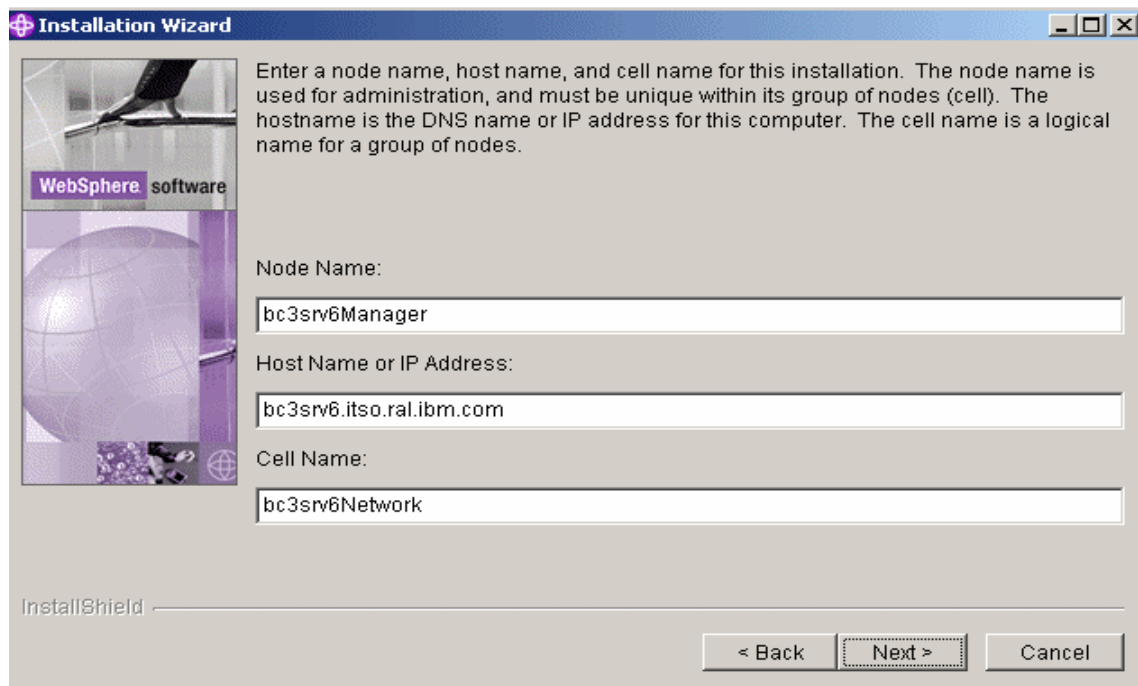 Installation Wizard
Enter a node name, host name, and cell name for this installation. The node name is
used for administration, and must be unique within its group of nodes (cell). The
hostname is the DNS name or IP address for this computer. The cell name is a logical
name for a group of nodes.
WebSphere software
Node Name:
bc3srv6Manager
Host Name or IP Address:
bc3srv6.itso.ral.ibm.com
Cell Name:
bc3srv6Network
InstallShield
< Back Next > Cancel